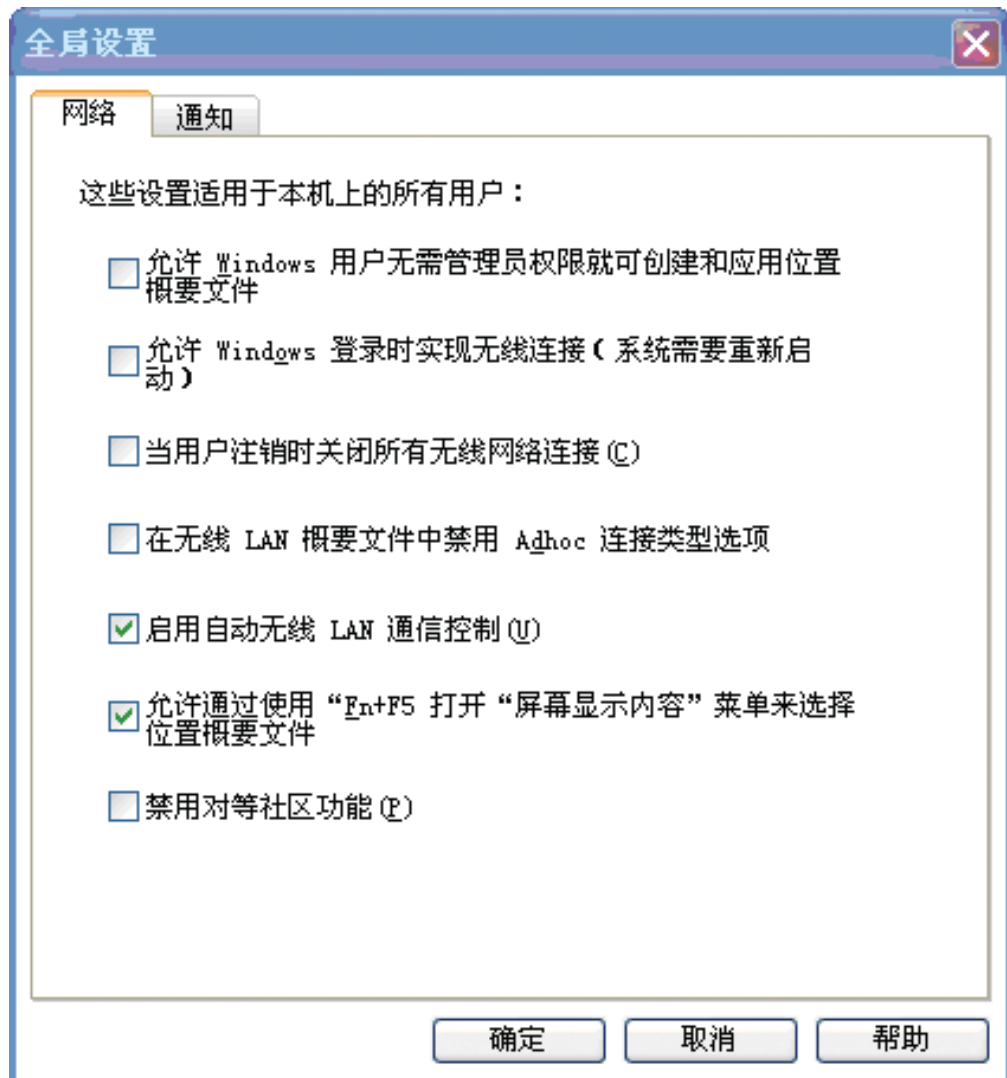 全局设置
网络
通知
这些设置适用于本机上的所有用户：
允许 Windows 用户无需管理员权限就可创建和应用位置
概要文件
允许 Windows 登录时实现无线连接(系统需要重新启
动)
当用户注销时关闭所有无线网络连接(C)
在无线 LAN 概要文件中禁用 Adhoc 连接类型选项
启用自动无线 LAN 通信控制(U)
允许通过使用“Fn+F5 打开“屏幕显示内容”菜单来选择
位置概要文件
禁用对等社区功能(P)
确定
取消
帮助